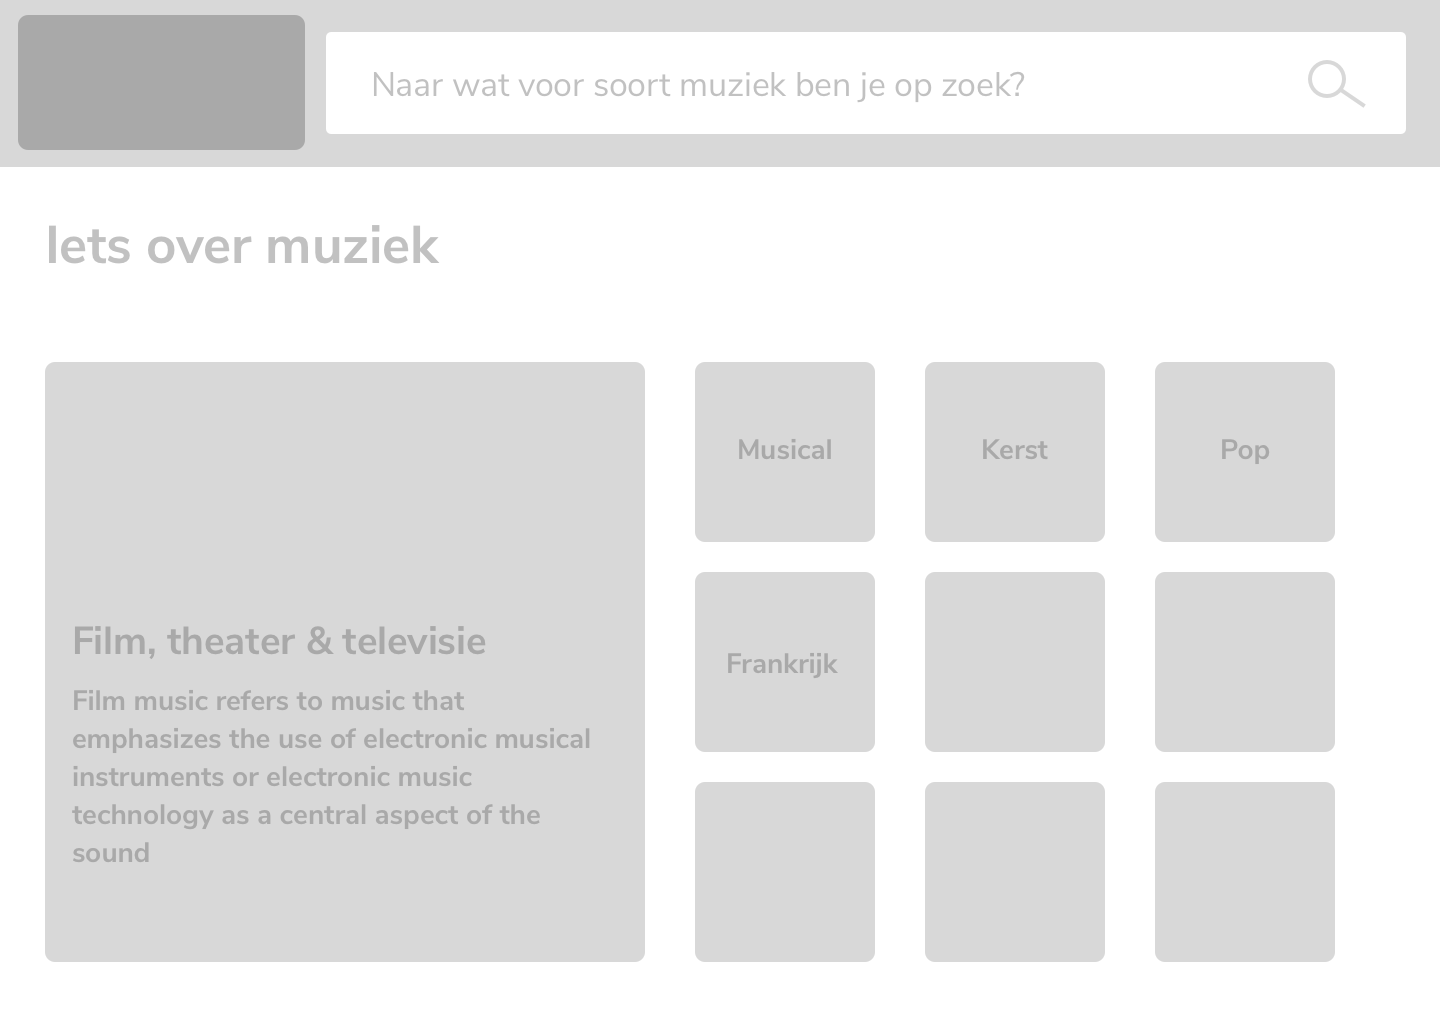 Naar wat voor soort muziek ben je op zoek?
Iets over muziek
Film, theater & televisie
Film music refers to music that
emphasizes the use of electronic musical
instruments or electronic music
technology as a central aspect of the
sound
Musical
Kerst
Pop
Frankrijk